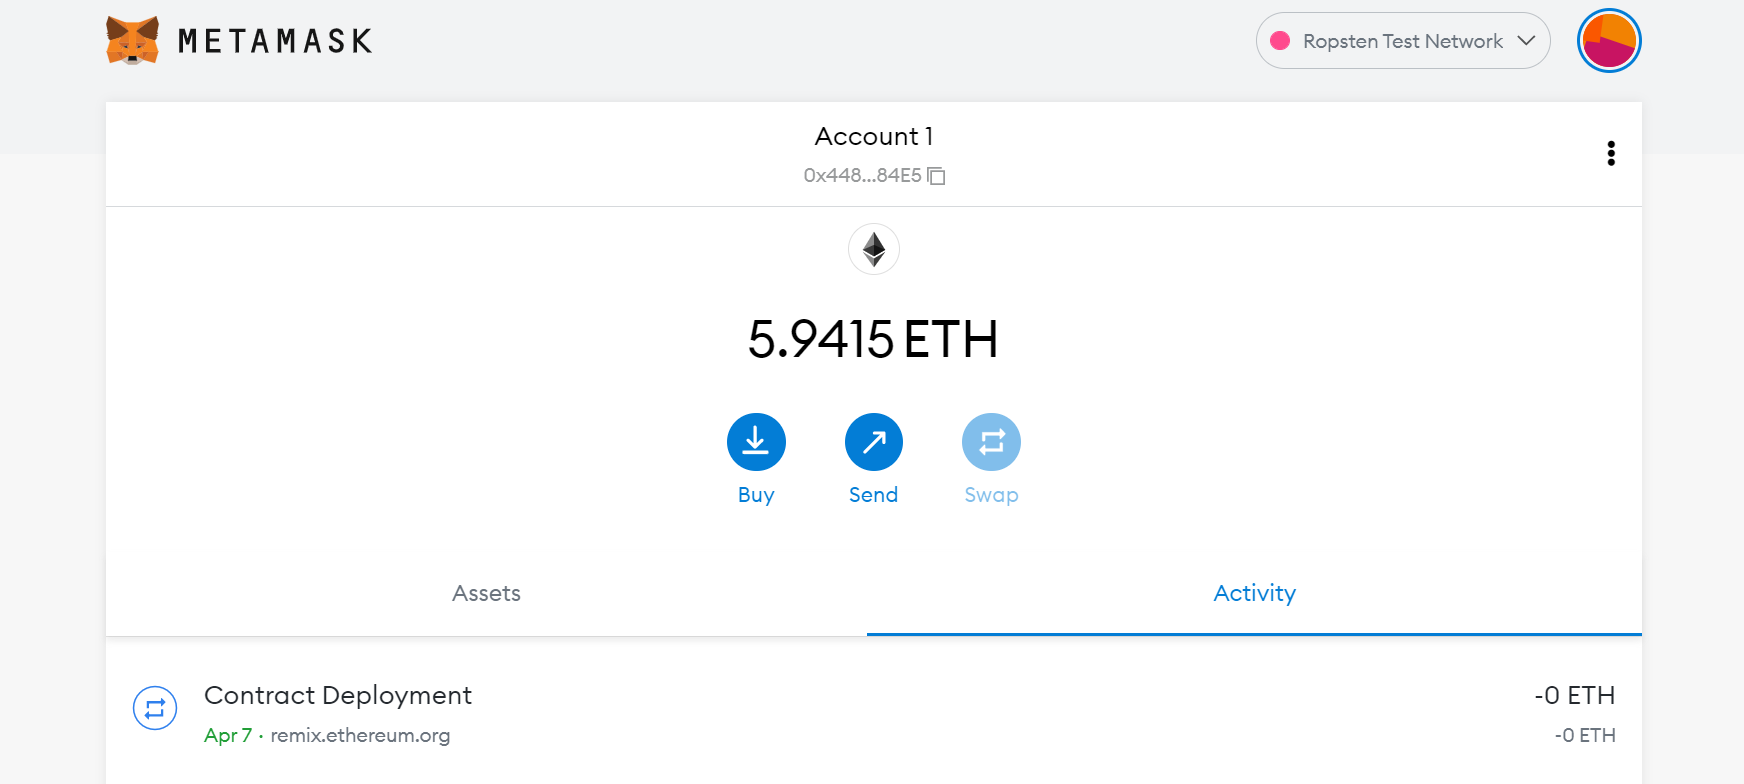 METAMASK
Ropsten Test Network
Account 1
0x448...84E5
5.9415 ETH
Buy
Send
Swap
Assets
Activity
Contract Deployment
-0 ETH
Apr 7 · remix.ethereum.org
-0 ETH